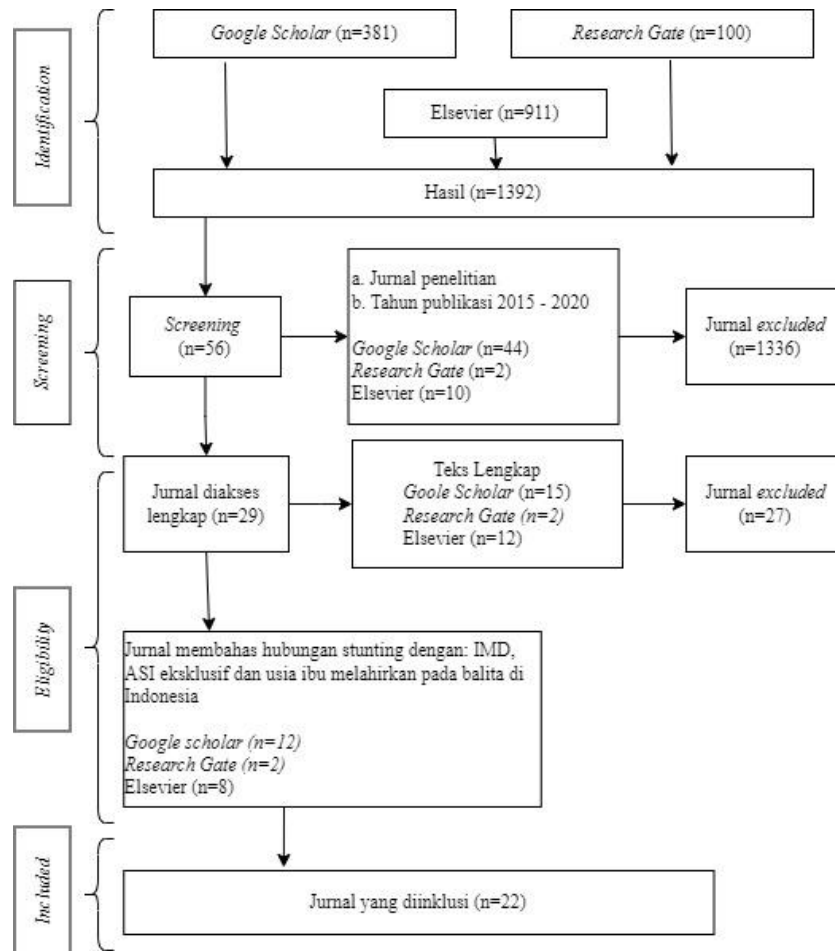 Identification
Google Scholar (n=381)
Research Gate (n=100)
Elsevier (n=911)
Hasil (n=1392)
Screening
Screening
(n=56)
a. Jurnal penelitian
b. Tahun publikasi 2015 - 2020
Google Scholar (n=44)
Research Gate (n=2)
Elsevier (n=10)
Jurnal excluded
(n=1336)
Eligibility
Jurnal diakses
lengkap (n=29)
Teks Lengkap
Goole Scholar (n=15)
Research Gate (n=2)
Elsevier (n=12)
Jurnal excluded
(n=27)
Jurnal membahas hubungan stunting dengan: IMD,
ASI eksklusif dan usia ibu melahirkan pada balita di
Indonesia
Google scholar (n=12)
Research Gate (n=2)
Elsevier (n=8)
Included
Jurnal yang diinklusi (n=22)